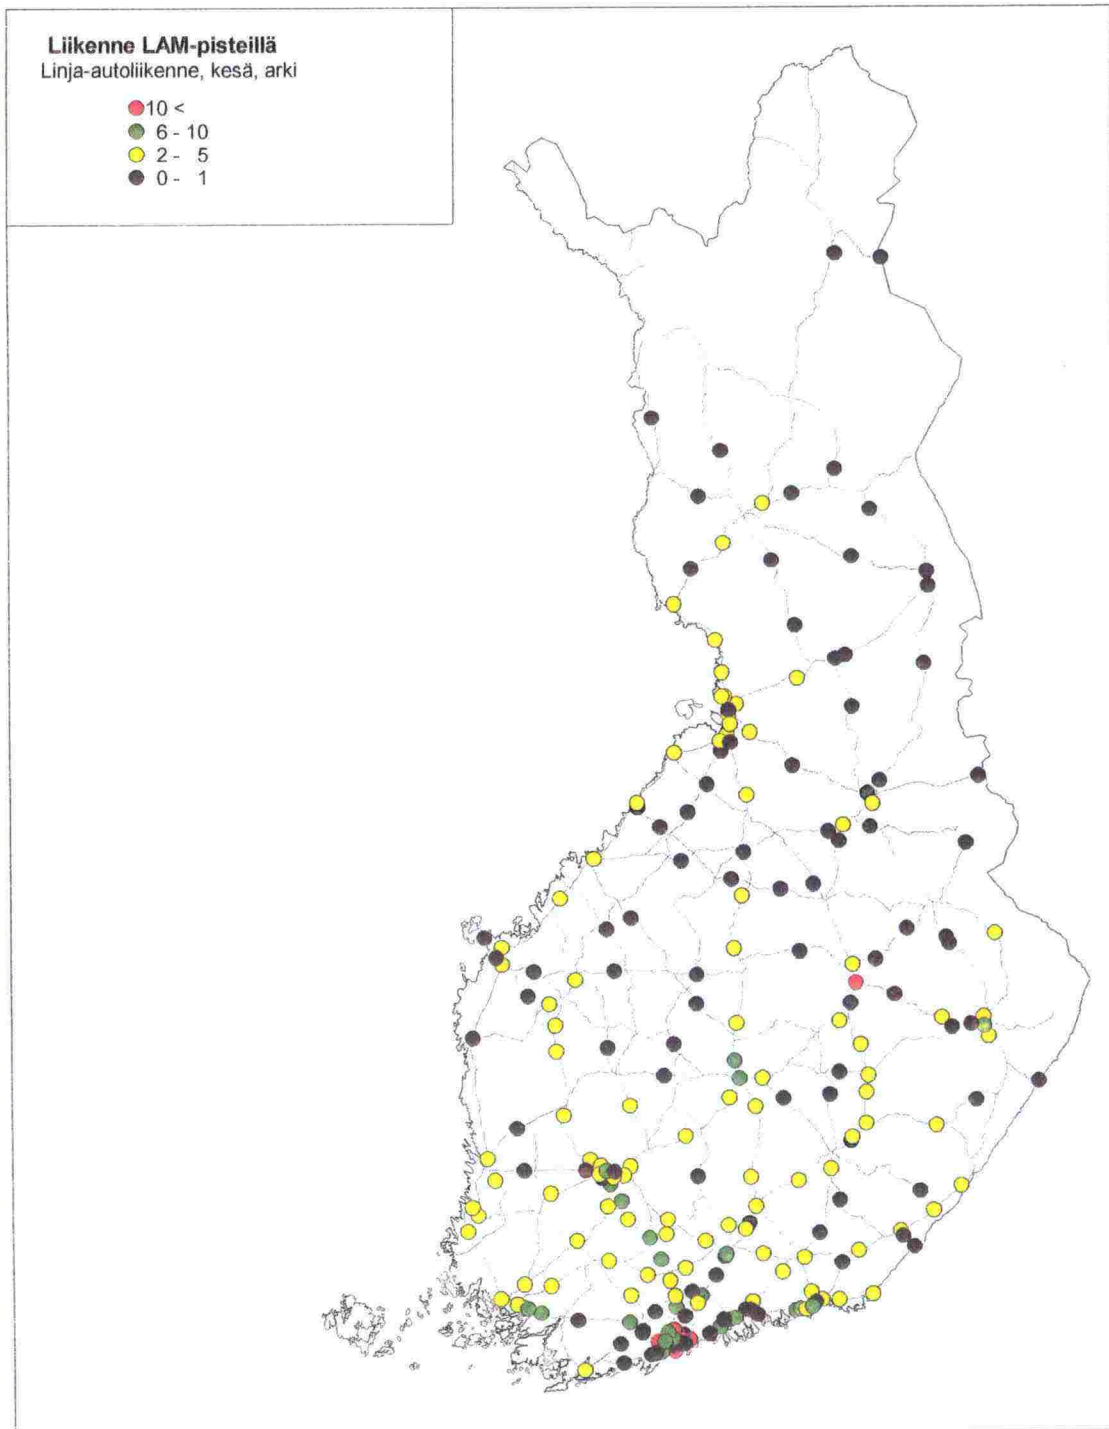 Liikenne LAM-pisteillä
Linja-autoliikenne, kesä, arki
10 <
6 - 10
2 - 5
0 - 1